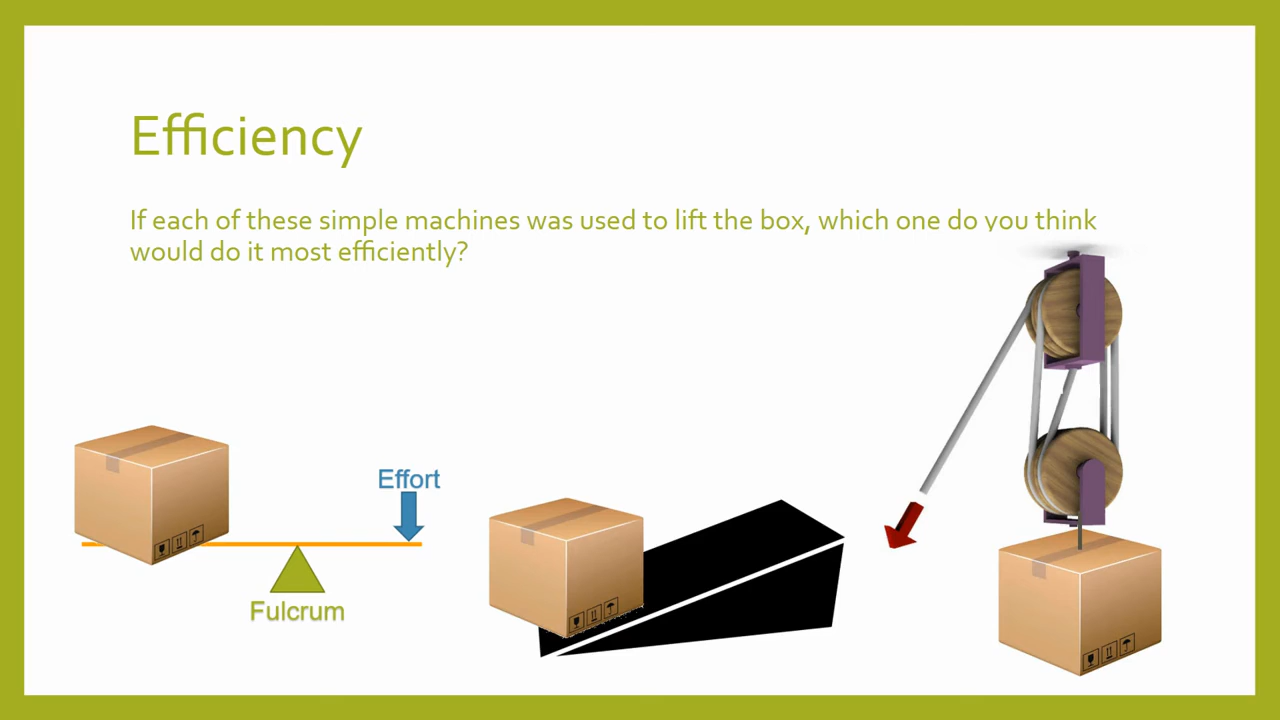 Efficiency
If each of these simple machines was used to lift the box, which one do you think
would do it most efficiently?
Effort
Fulcrum